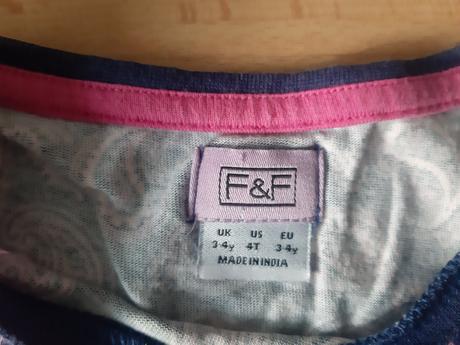 F&F
UK US EU
3-4y 4T 3-4y
MADE IN INDIA